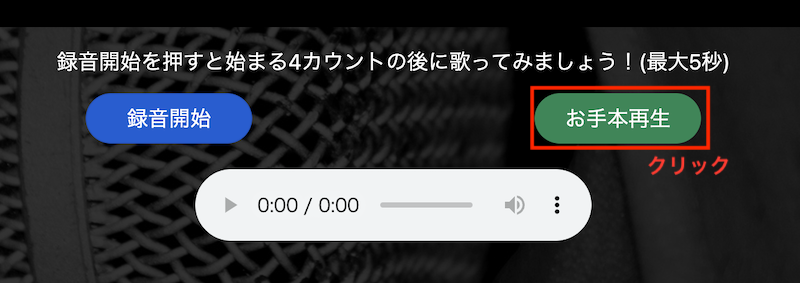 録音開始を押すと始まる4カウントの後に歌ってみましょう！(最大5秒)
録音開始
お手本再生
クリック
0:00 / 0:00